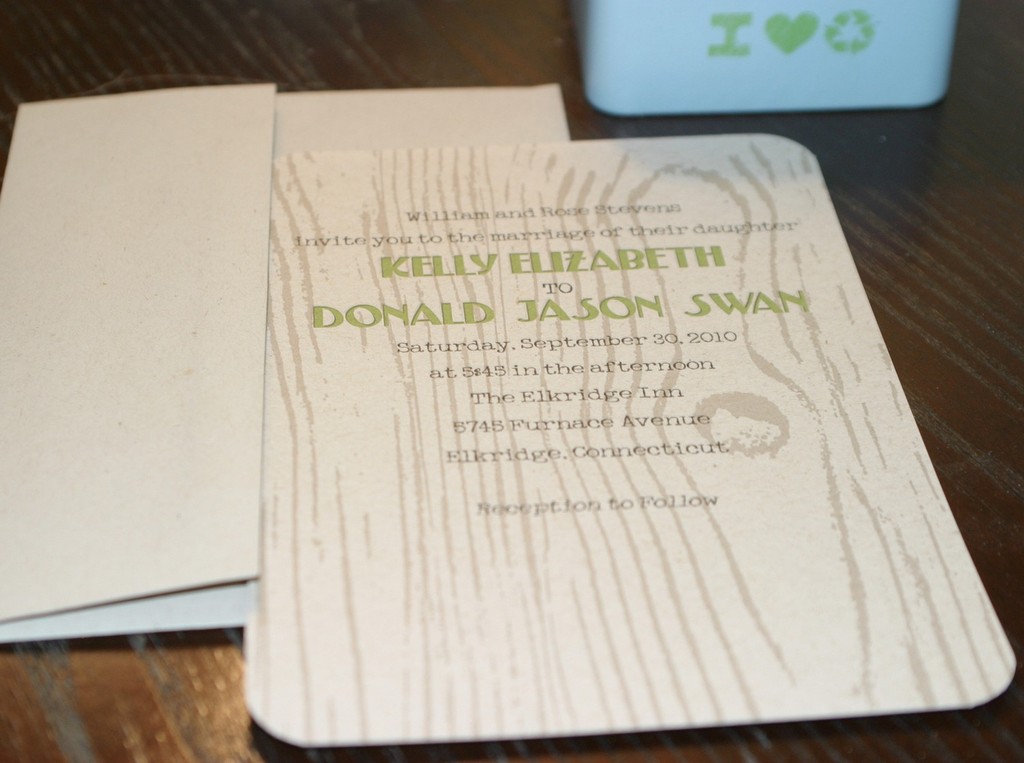 I ♥ ♻
William and Rose Stevens
invite you to the marriage of their daughter
KELLY ELIZABETH
TO
DONALD JASON SWAN
Saturday, September 30, 2010
at 5:45 in the afternoon
The Elkridge Inn
5745 Furnace Avenue
Elkridge, Connecticut
Reception to Follow